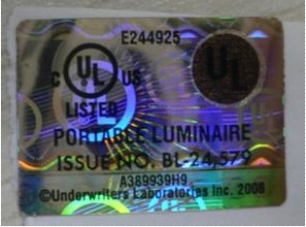 E244925
C UL US UL
LISTED
PORTABLE LUMINAIRE
ISSUE NO. BL-24,579
A389939H9
©Underwriters Laboratories Inc. 2008